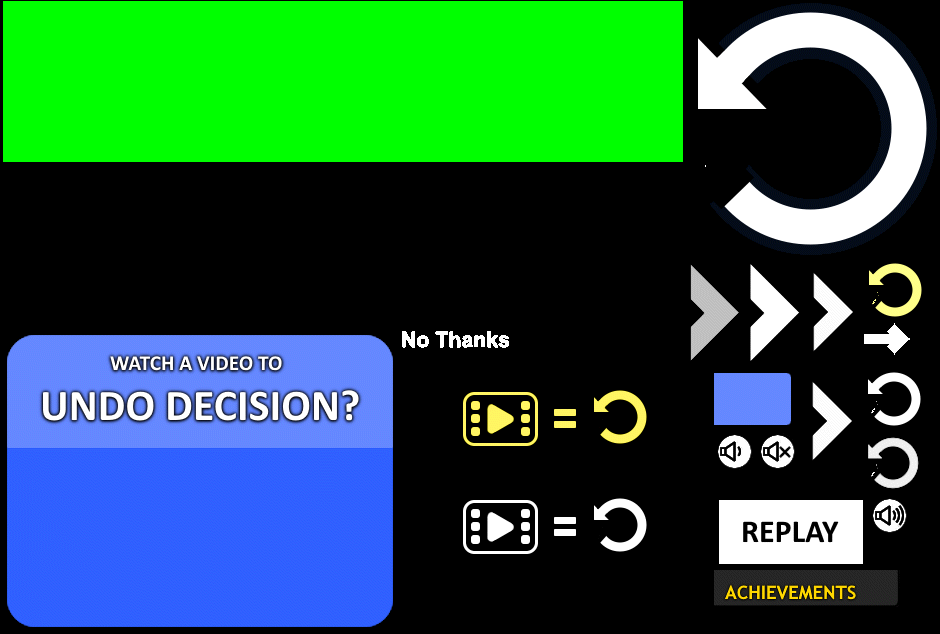 No Thanks
WATCH A VIDEO TO
UNDO DECISION?
=
=
REPLAY
ACHIEVEMENTS